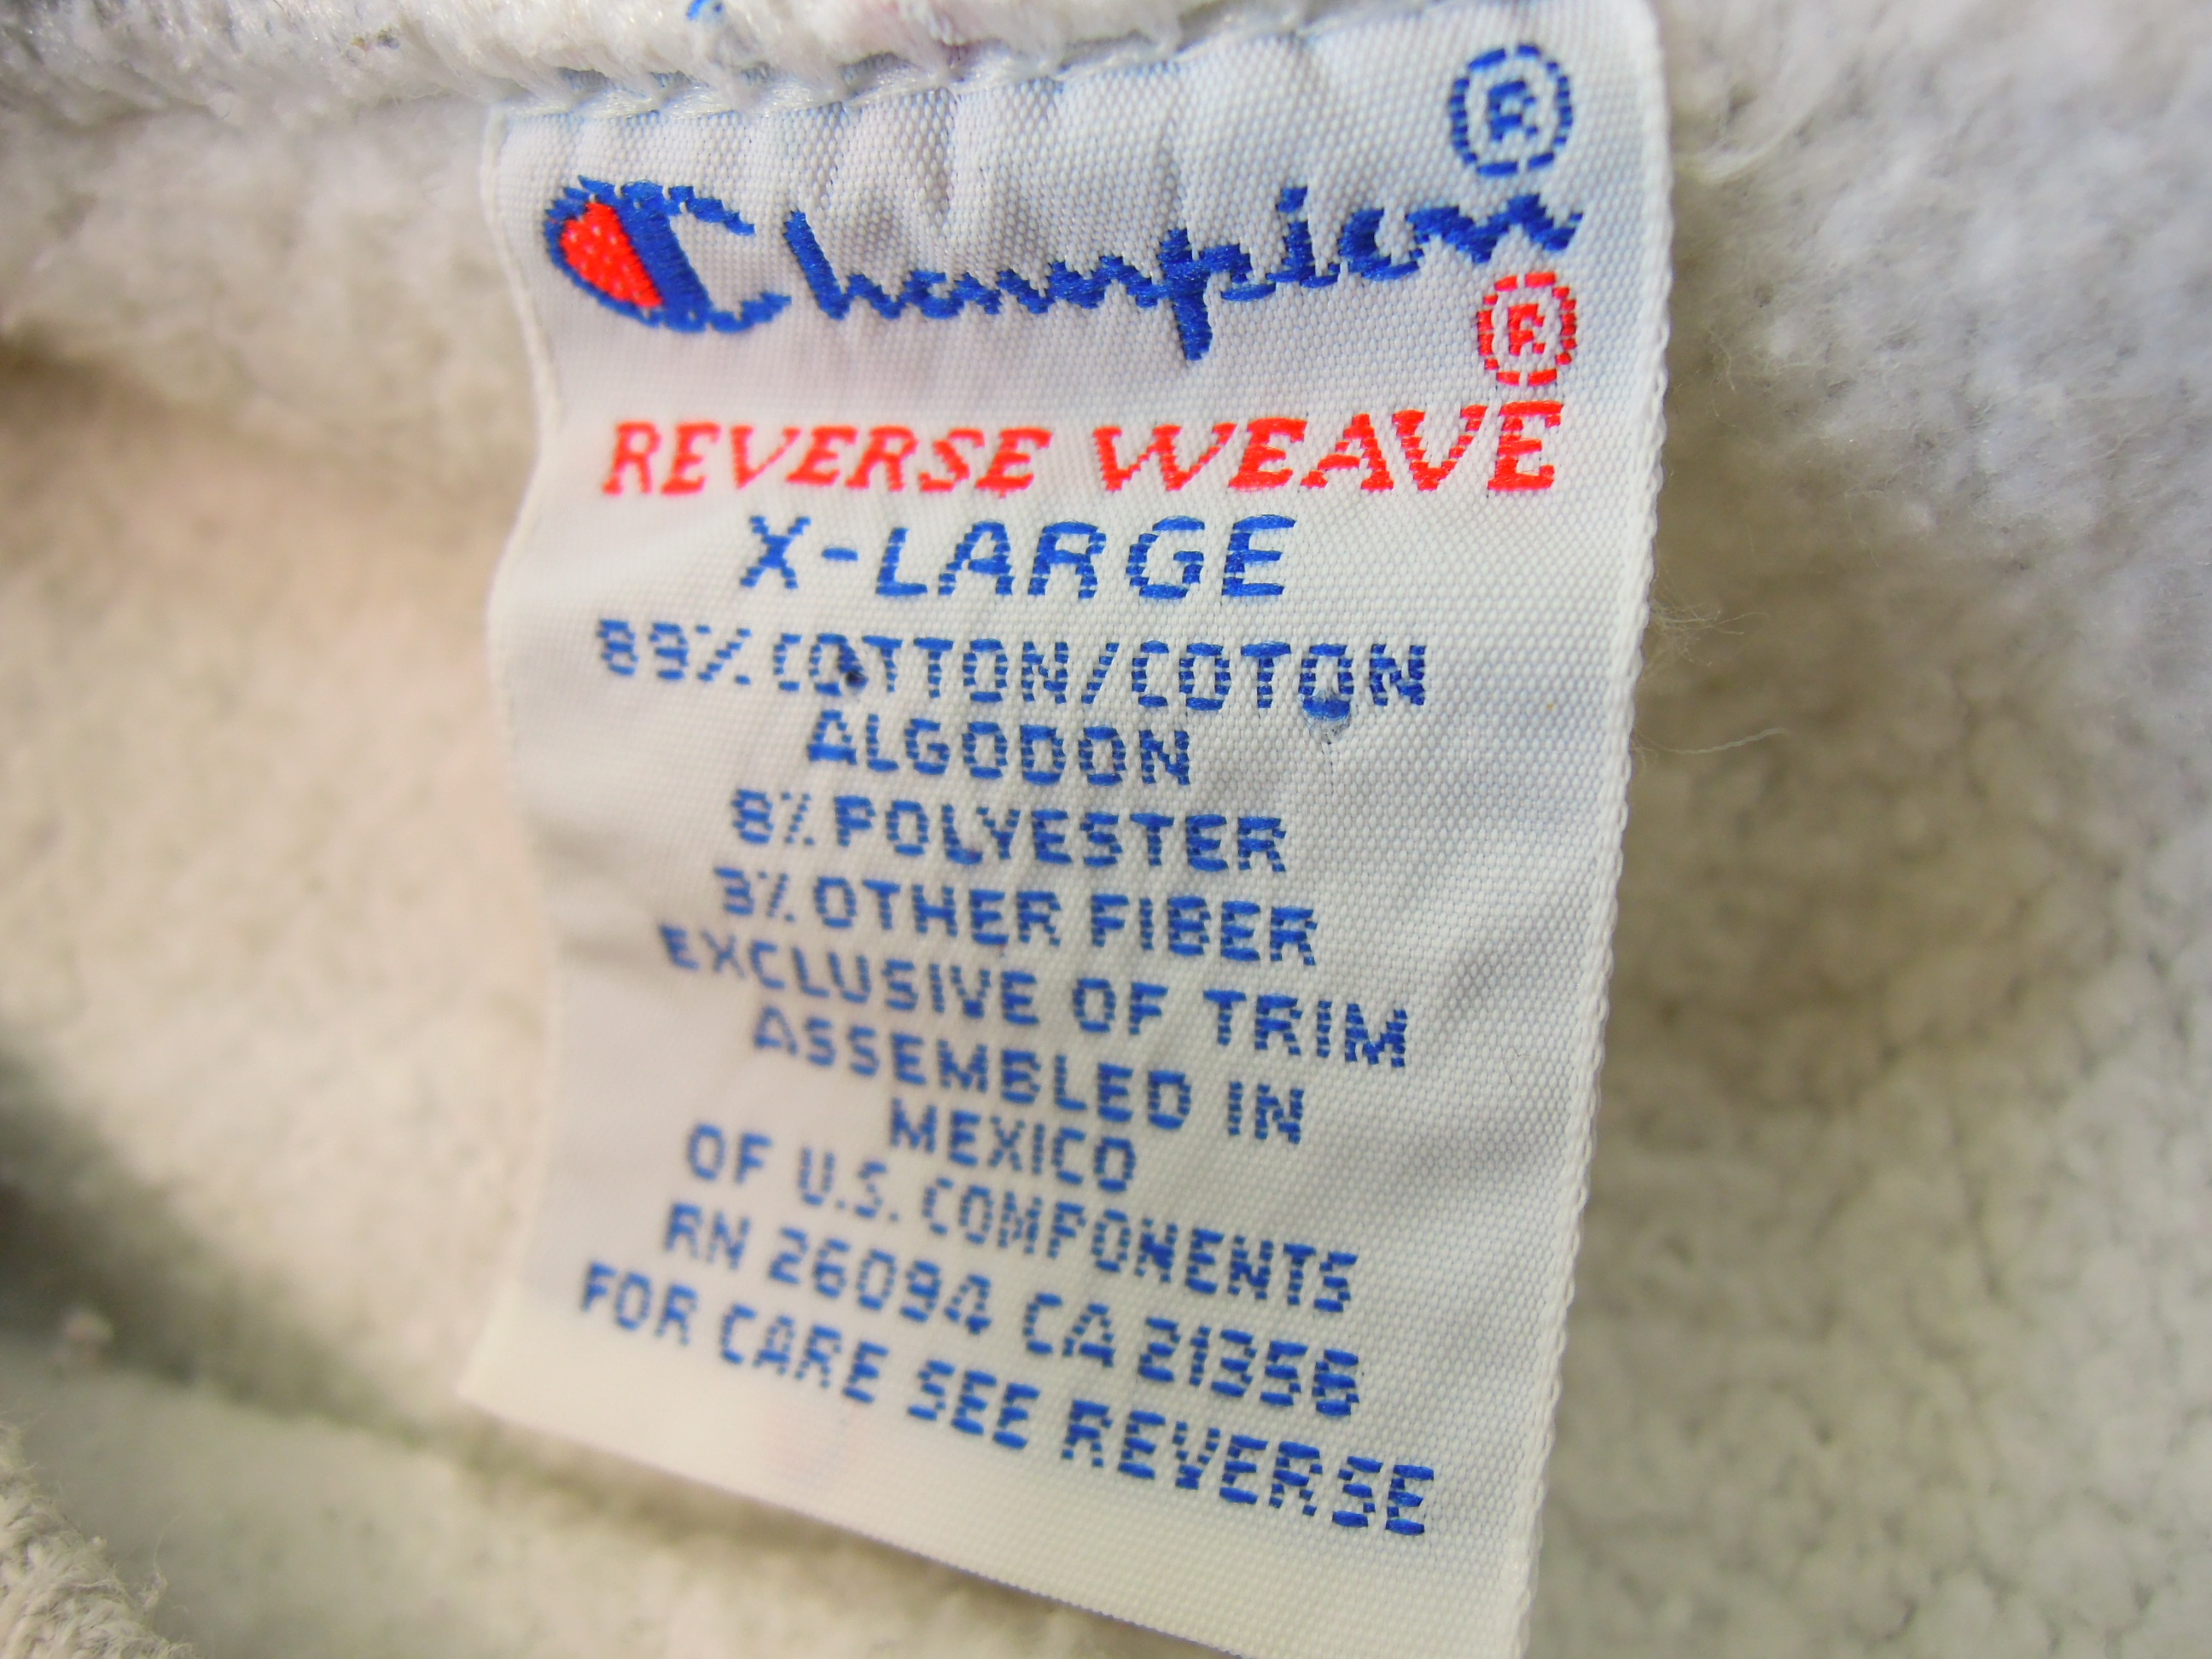 Champion®
REVERSE WEAVE®
X-LARGE
89% COTTON/COTON
ALGODON
8% POLYESTER
3% OTHER FIBER
EXCLUSIVE OF TRIM
ASSEMBLED IN
MEXICO
OF U.S. COMPONENTS
RN 26094 CA 21356
FOR CARE SEE REVERSE